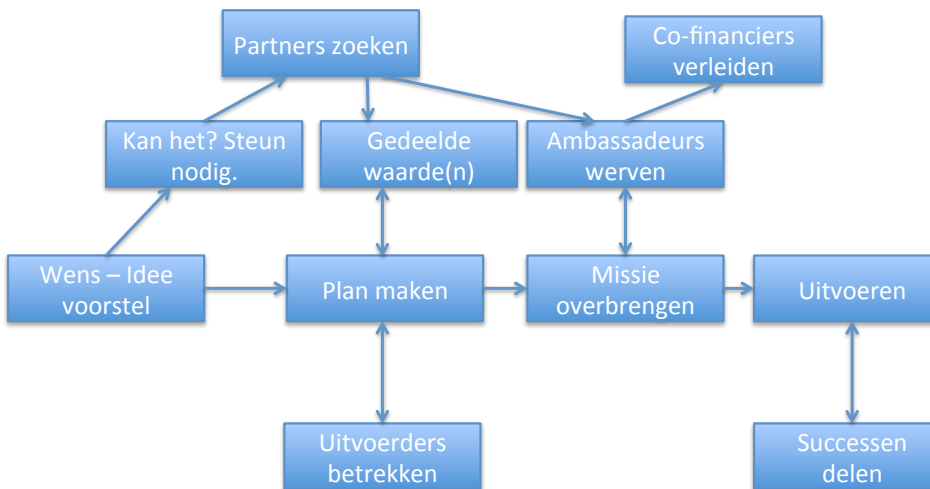 Partners zoeken
Co-financiers
verleiden
Kan het? Steun
nodig.
Gedeelde
waarde(n)
Ambassadeurs
werven
Wens – Idee
voorstel
Plan maken
Missie
overbrengen
Uitvoeren
Uitvoerders
betrekken
Successen
delen